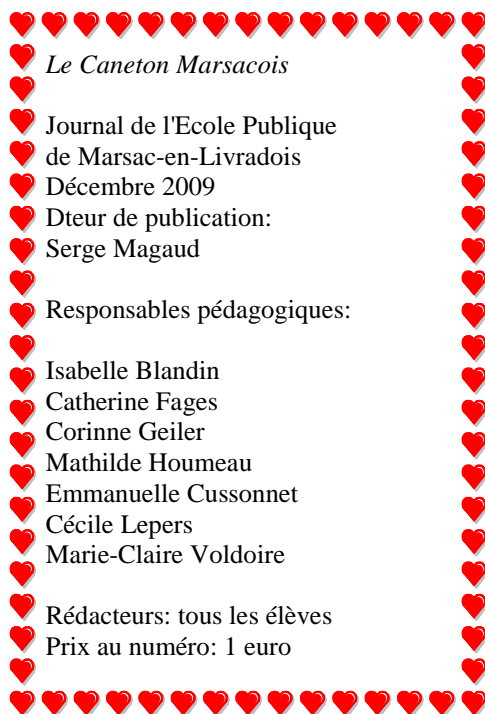 Le Caneton Marsacois
Journal de l'Ecole Publique
de Marsac-en-Livradois
Décembre 2009
Dteur de publication:
Serge Magaud
Responsables pédagogiques:
Isabelle Blandin
Catherine Fages
Corinne Geiler
Mathilde Houmeau
Emmanuelle Cussonnet
Cécile Lepers
Marie-Claire Voldoire
Rédacteurs: tous les élèves
Prix au numéro: 1 euro